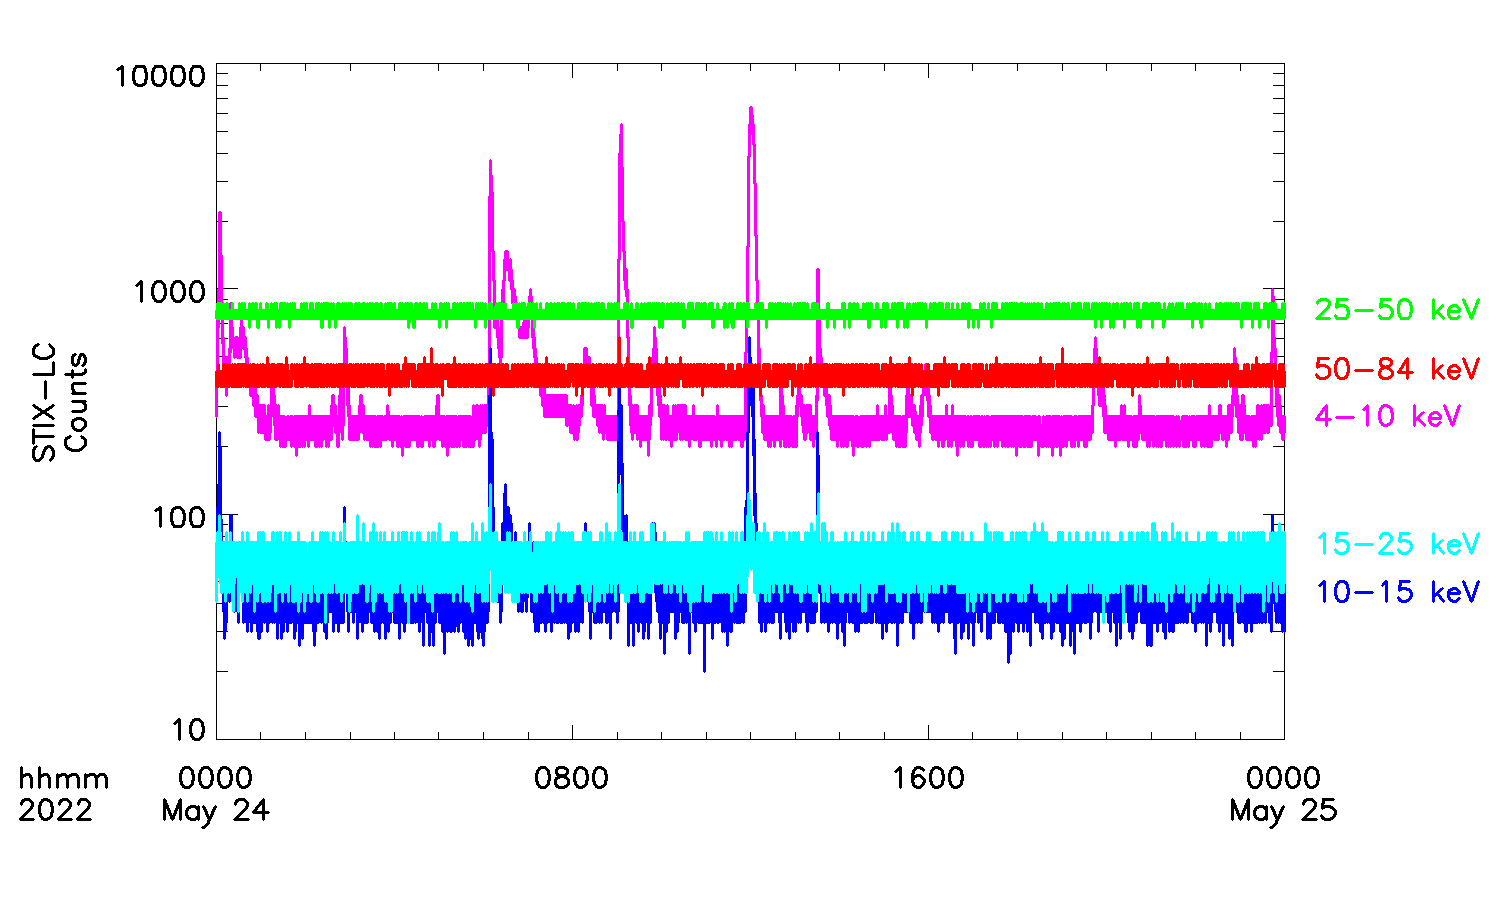 10000
1000
100
10
STIX-LC
Counts
25-50 keV
50-84 keV
4-10 keV
15-25 keV
10-15 keV
hhmm 0000 0800 1600 0000
2022 May 24 May 25